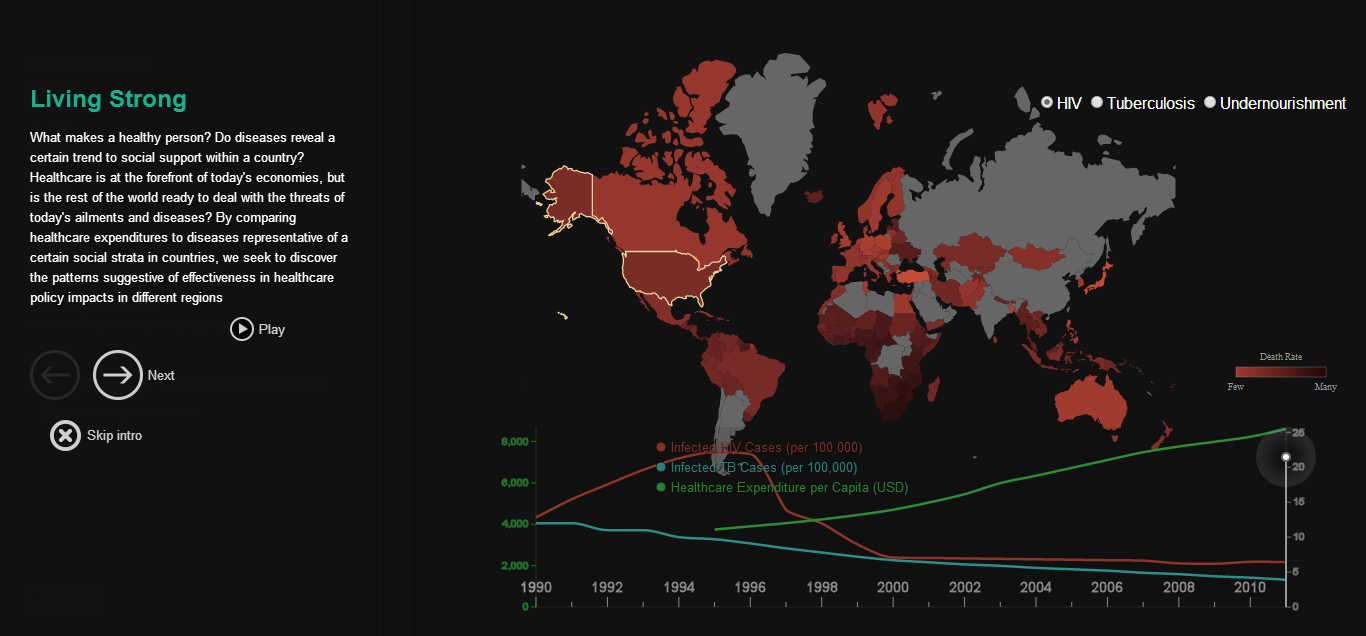 Living Strong
What makes a healthy person? Do diseases reveal a
certain trend to social support within a country?
Healthcare is at the forefront of today's economies, but
is the rest of the world ready to deal with the threats of
today's ailments and diseases? By comparing
healthcare expenditures to diseases representative of a
certain social strata in countries, we seek to discover
the patterns suggestive of effectiveness in healthcare
policy impacts in different regions
Play
Next
Skip intro
HIV Tuberculosis Undernourishment
Death Rate
Few Many
Infected HIV Cases (per 100,000)
Infected TB Cases (per 100,000)
Healthcare Expenditure per Capita (USD)
8,000
6,000
4,000
2,000
0
25
20
15
10
5
0
1990 1992 1994 1996 1998 2000 2002 2004 2006 2008 2010